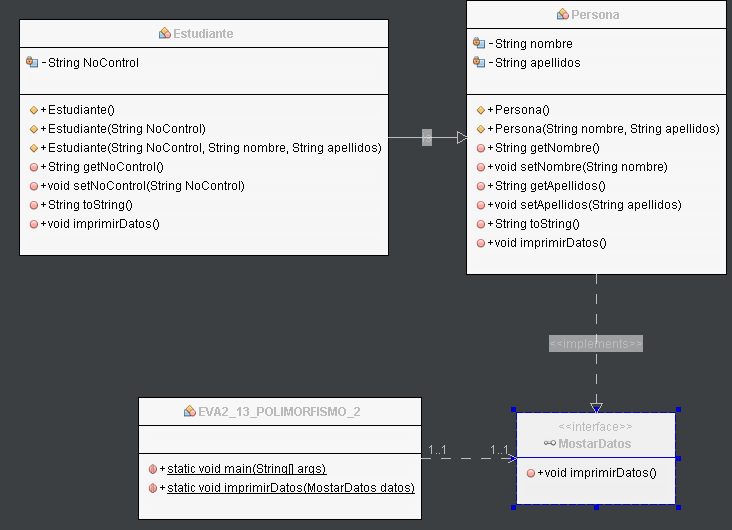 Estudiante
- String NoControl
+ Estudiante()
+ Estudiante(String NoControl)
+ Estudiante(String NoControl, String nombre, String apellidos)
+ String getNoControl()
+ void setNoControl(String NoControl)
+ String toString()
+ void imprimirDatos()
Persona
- String nombre
- String apellidos
+ Persona()
+ Persona(String nombre, String apellidos)
+ String getNombre()
+ void setNombre(String nombre)
+ String getApellidos()
+ void setApellidos(String apellidos)
+ String toString()
+ void imprimirDatos()
<<implements>>
EVA2_13_POLIMORFISMO_2
+ static void main(String[] args)
+ static void imprimirDatos(MostarDatos datos)
1..1 1..1
<<interface>>
MostarDatos
+ void imprimirDatos()